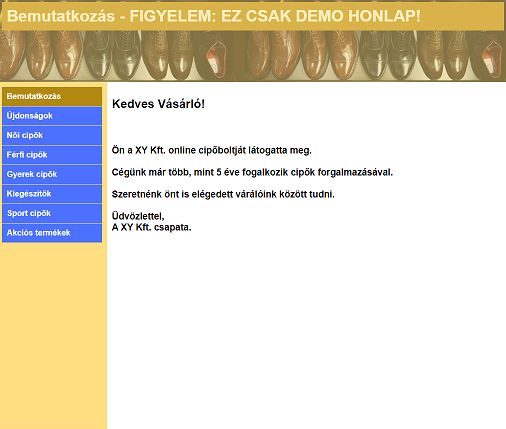 Bemutatkozás - FIGYELEM: EZ CSAK DEMO HONLAP!
Bemutatkozás
Újdonságok
Női cipők
Férfi cipők
Gyerek cipők
Kiegészítők
Sport cipők
Akciós termékek
Kedves Vásárló!
Ön a XY Kft. online cipőboltját látogatta meg.
Cégünk már több, mint 5 éve fogalkozik cipők forgalmazásával.
Szeretnénk önt is elégedett várálóink között tudni.
Üdvözlettel,
A XY Kft. csapata.